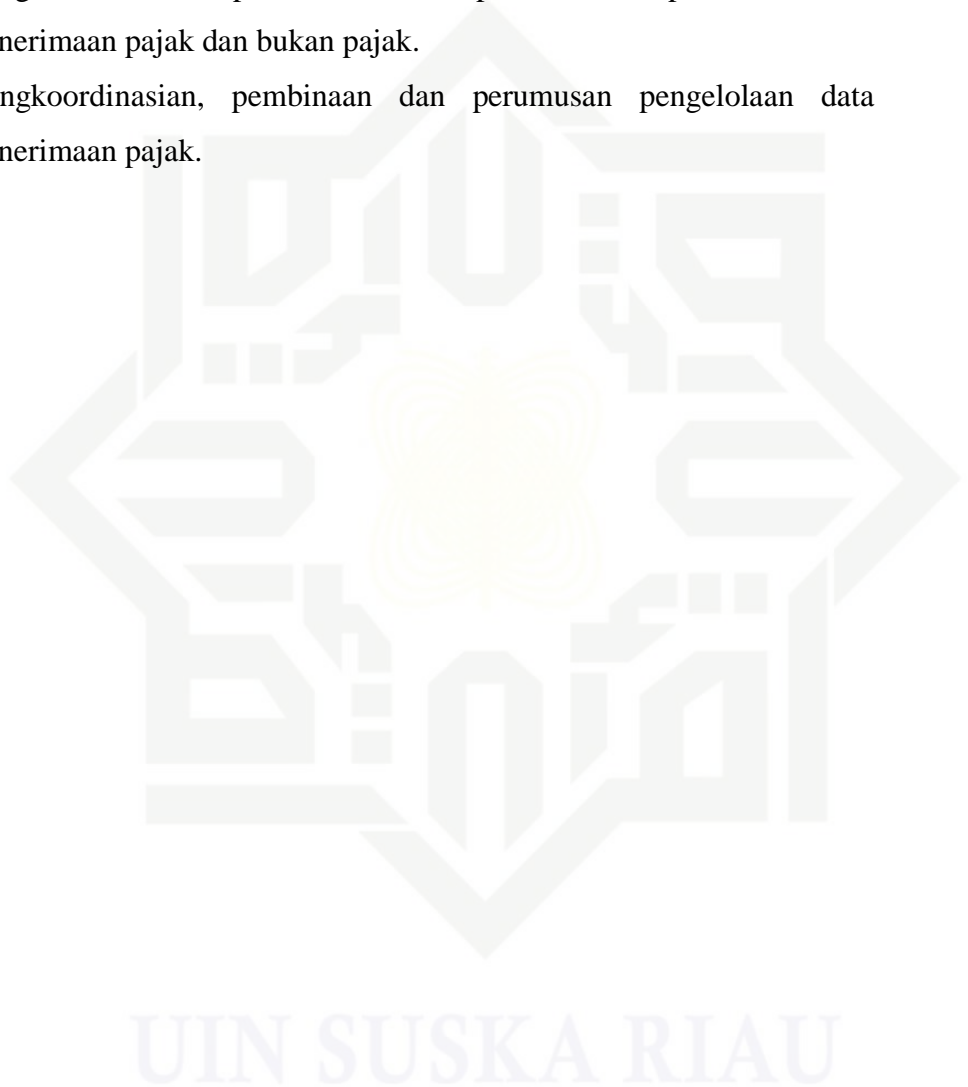 nerimaan pajak dan bukan pajak.
ngkoordinasian, pembinaan dan perumusan pengelolaan data
nerimaan pajak.
UIN SUSKA RIAU